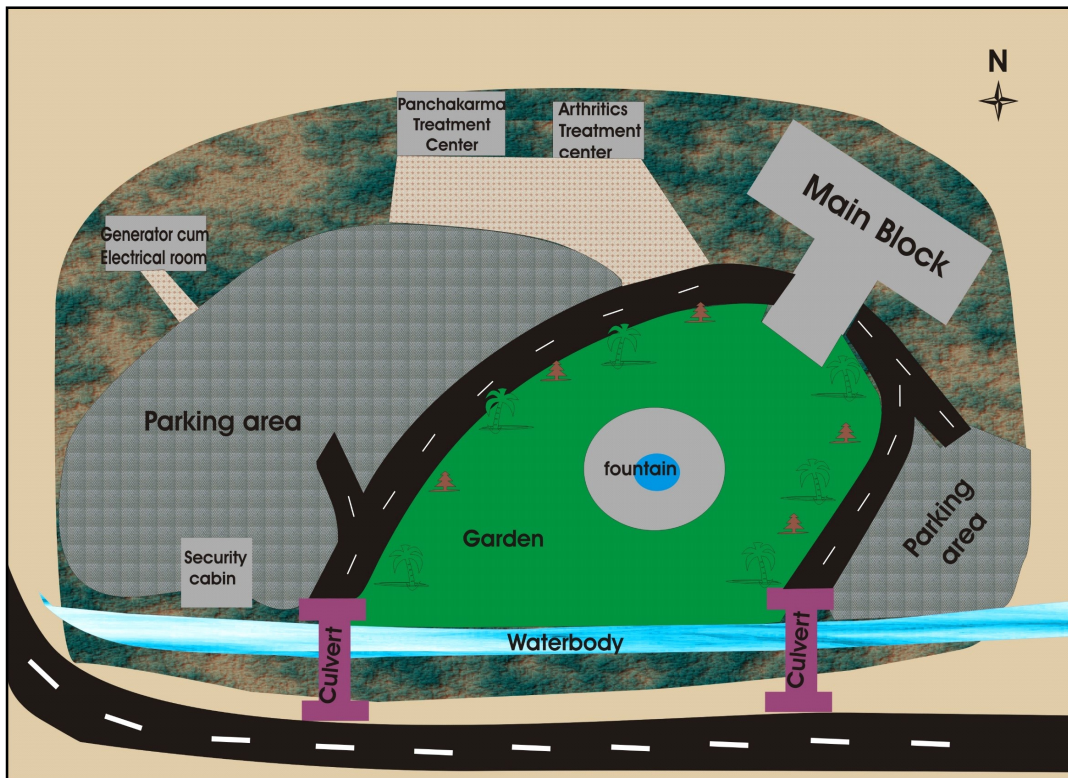 N
Panchakarma
Treatment
Center
Arthritics
Treatment
center
Main Block
Generator cum
Electrical room
Parking area
fountain
Garden
Parking
area
Security
cabin
Waterbody
Culvert
Culvert